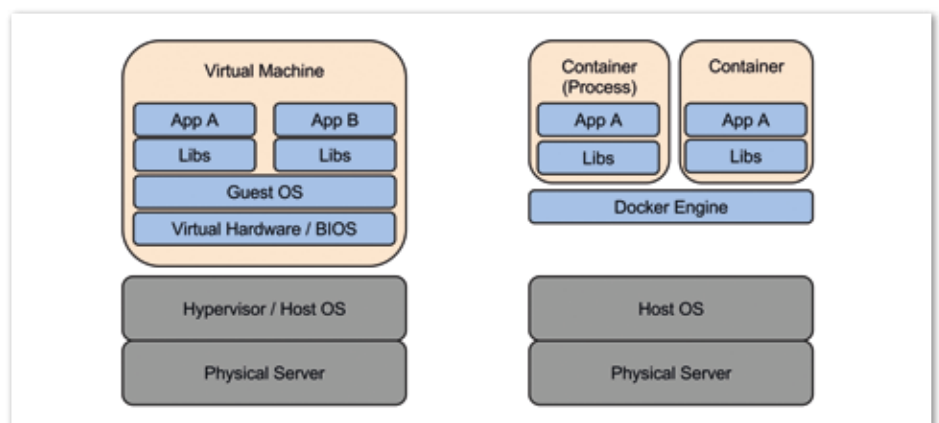 Virtual Machine
App A
App B
Libs
Libs
Guest OS
Virtual Hardware / BIOS
Hypervisor / Host OS
Physical Server
Container
(Process)
App A
Libs
Container
App A
Libs
Docker Engine
Host OS
Physical Server